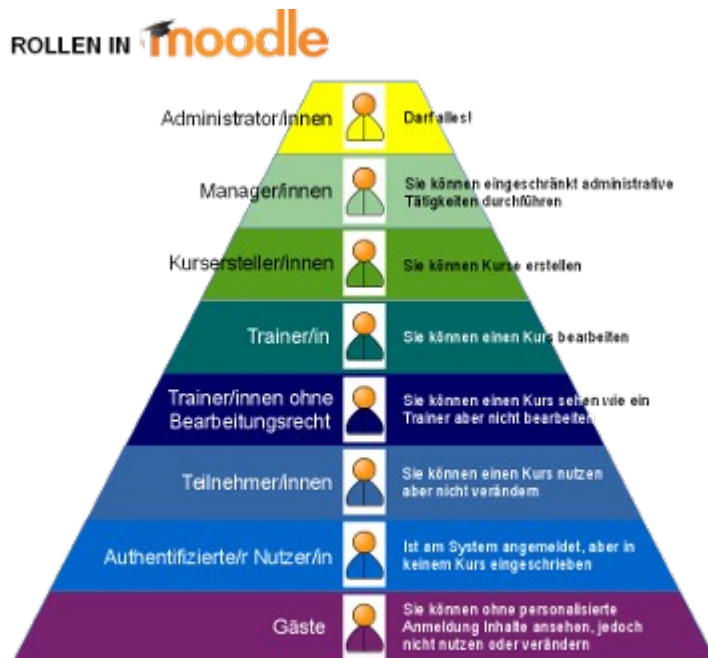 ROLLEN IN moodle
Administrator/innen
Darf alles!
Manager/innen
Sie können eingeschränkt administrative
Tätigkeiten durchführen
Kursersteller/innen
Sie können Kurse erstellen
Trainer/in
Sie können einen Kurs bearbeiten
Trainer/innen ohne
Bearbeitungsrecht
Sie können einen Kurs sehen wie ein
Trainer aber nicht bearbeiten
Teilnehmer/innen
Sie können einen Kurs nutzen
aber nicht verändern
Authentifizierte/r Nutzer/in
Ist am System angemeldet, aber in
keinem Kurs eingeschrieben
Gäste
Sie können ohne personalisierte
Anmeldung Inhalte ansehen, jedoch
nicht nutzen oder verändern